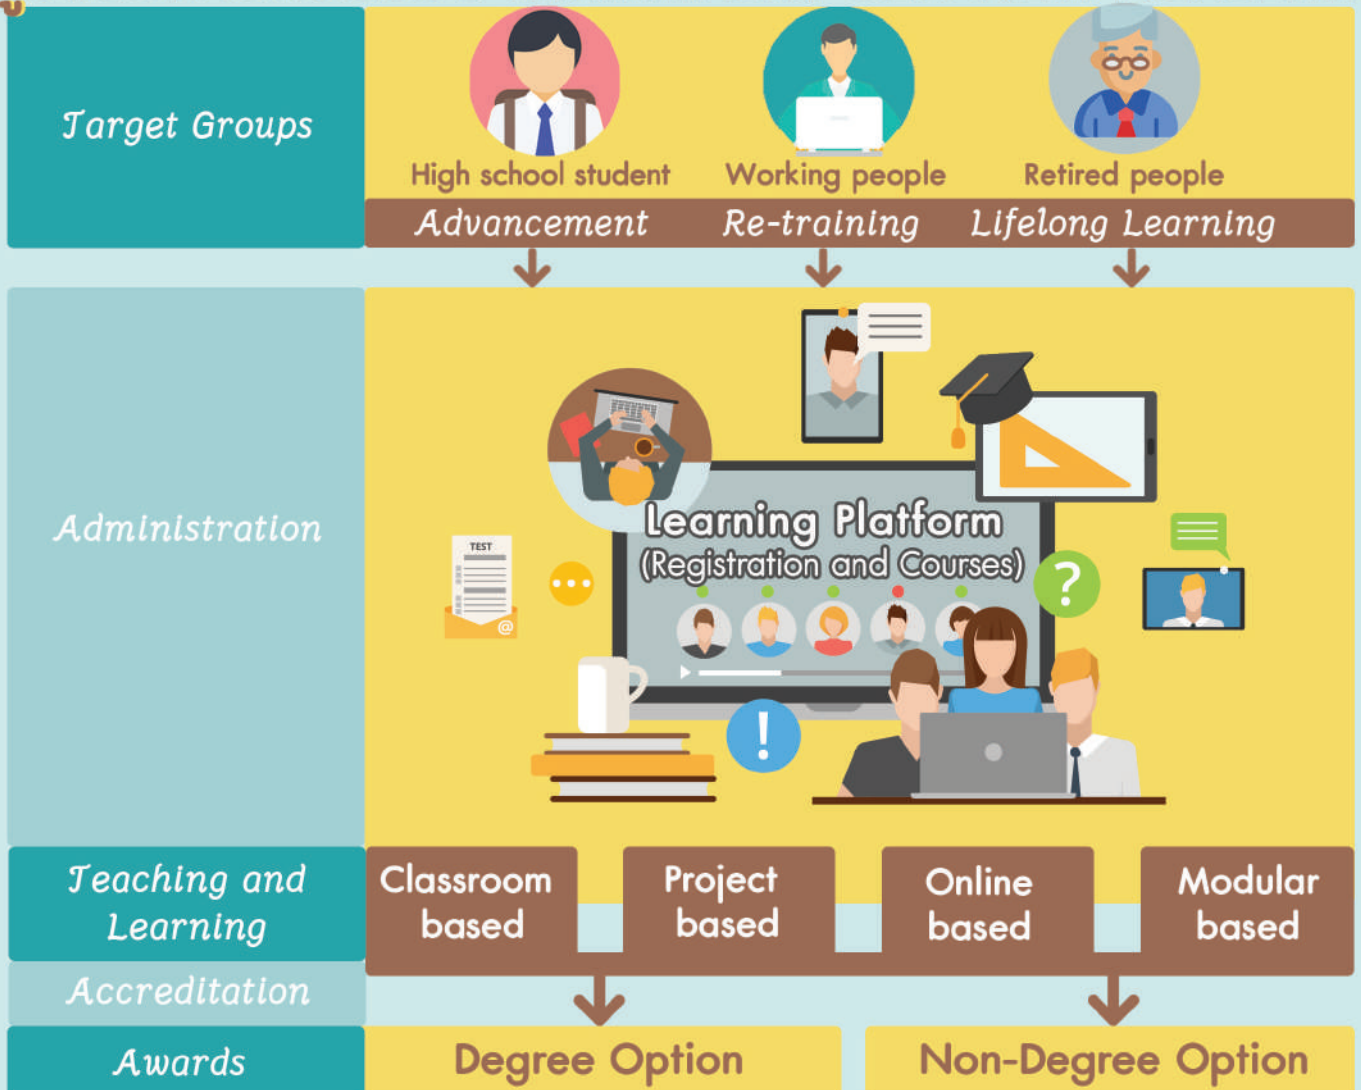 Target Groups
High school student
Working people
Retired people
Advancement
Re-training
Lifelong Learning
Administration
TEST
@
Learning Platform
(Registration and Courses)
?
!
Teaching and
Learning
Classroom
based
Project
based
Online
based
Modular
based
Accreditation
Awards
Degree Option
Non-Degree Option